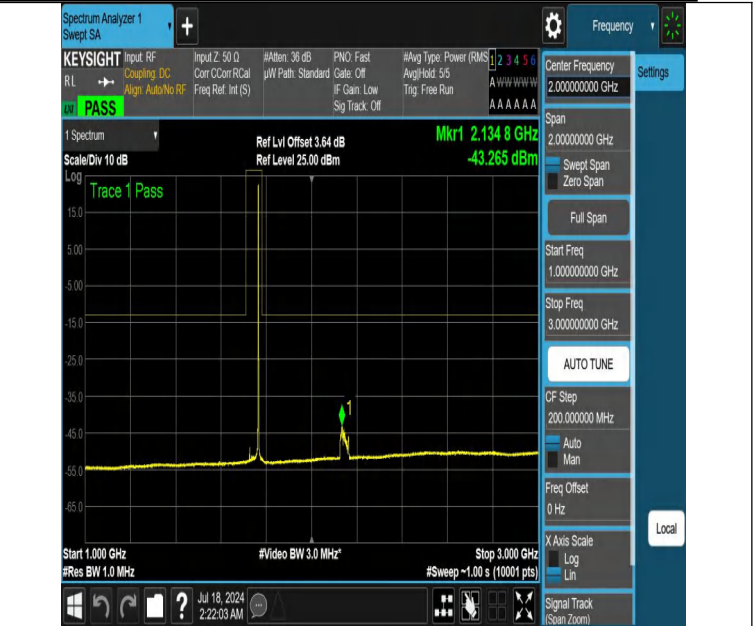 Spectrum Analyzer 1
Swept SA
+
Frequency
KEYSIGHT
R L
PASS
Input: RF
Coupling: DC
Align: Auto/No RF
Input Z: 50 Ω
Corr CCorr RCal
Freq Ref: Int (S)
#Atten: 36 dB
µW Path: Standard
PNO: Fast
Gate: Off
IF Gain: Low
Sig Track: Off
#Avg Type: Power (RMS
Avg|Hold: 5/5
Trig: Free Run
1 2 3 4 5 6
A W W W W W
A A A A A A
1 Spectrum
Scale/Div 10 dB
Ref Lvl Offset 3.64 dB
Ref Level 25.00 dBm
Mkr1 2.134 8 GHz
-43.265 dBm
Log
Trace 1 Pass
15.0
5.00
-5.00
-15.0
-25.0
-35.0
1
-45.0
-55.0
-65.0
Start 1.000 GHz
#Res BW 1.0 MHz
#Video BW 3.0 MHz*
Stop 3.000 GHz
#Sweep ~1.00 s (10001 pts)
Center Frequency
2.000000000 GHz
Settings
Span
2.00000000 GHz
Swept Span
Zero Span
Full Span
Start Freq
1.000000000 GHz
Stop Freq
3.000000000 GHz
AUTO TUNE
CF Step
200.000000 MHz
Auto
Man
Freq Offset
0 Hz
X Axis Scale
Log
Lin
Local
Signal Track
(Span Zoom)
?
Jul 18, 2024
2:22:03 AM